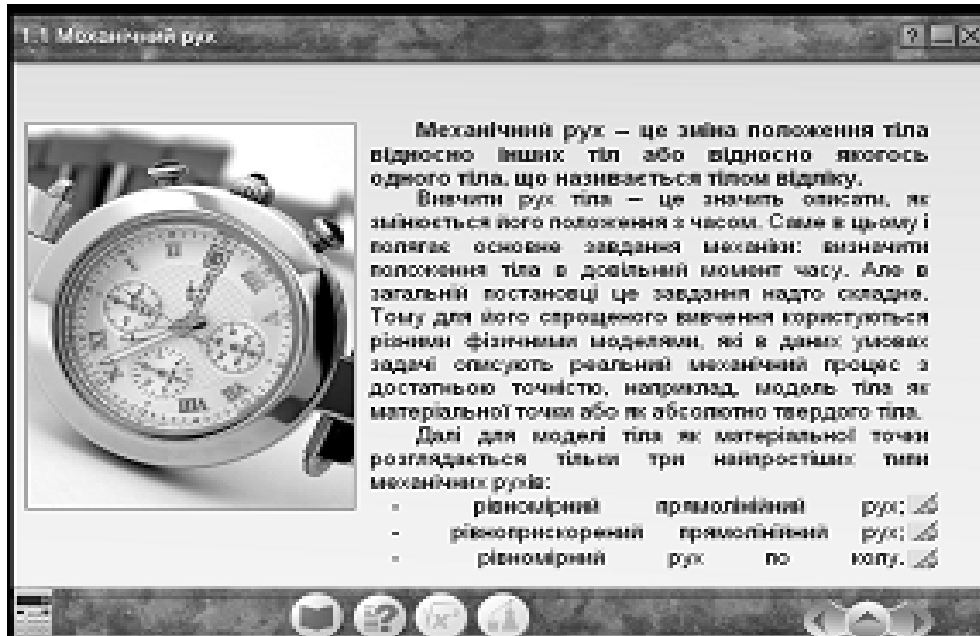 1.1 Механічний рух
Механічний рух – це зміна положення тіла
відносно інших тіл або відносно якогось
одного тіла, що називається тілом відліку.
Вивчити рух тіла – це значить описати, як
змінюється його положення з часом. Саме в цьому і
полягає основне завдання механіки: визначити
положення тіла в довільний момент часу. Але в
загальній постановці це завдання надто складне.
Тому для його спрощеного вивчення користуються
різними фізичними моделями, які в даних умовах
задачі описують реальний механічний процес з
достатньою точністю, наприклад, модель тіла як
матеріальної точки або як абсолютно твердого тіла.
Далі для моделі тіла як матеріальної точки
розглядається тільки три найпростіших типи
механічних рухів:
- рівномірний прямолінійний рух;
- рівноприскорений прямолінійний рух;
- рівномірний рух по колу.